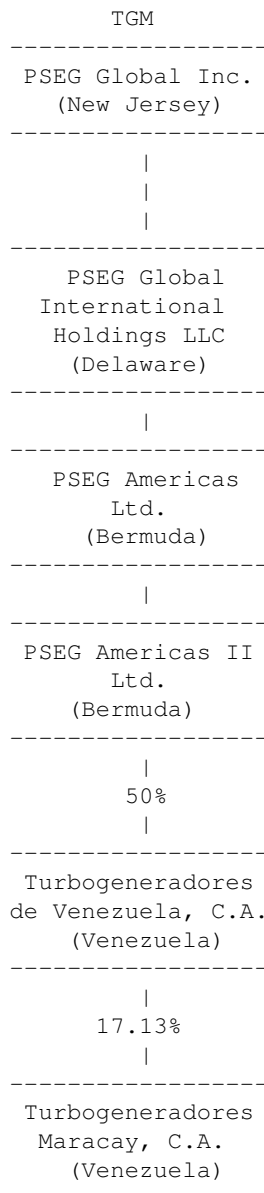 TGM
------------------
PSEG Global Inc.
(New Jersey)
------------------
|
|
|
------------------
PSEG Global
International
Holdings LLC
(Delaware)
------------------
|
------------------
PSEG Americas
Ltd.
(Bermuda)
------------------
|
------------------
PSEG Americas II
Ltd.
(Bermuda)
------------------
|
50%
|
------------------
Turbogeneradores
de Venezuela, C.A.
(Venezuela)
------------------
|
17.13%
|
------------------
Turbogeneradores
Maracay, C.A.
(Venezuela)